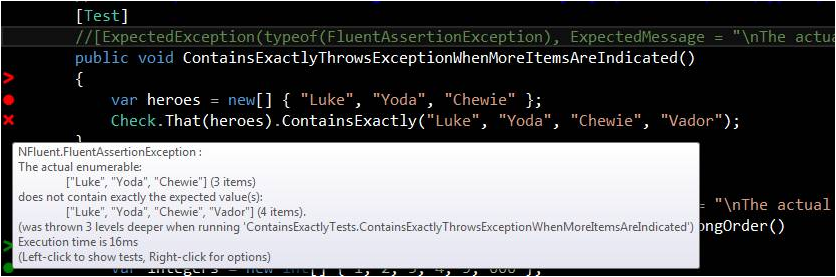 [Test]
//[ExpectedException(typeof(FluentAssertionException), ExpectedMessage = "\nThe actua
public void ContainsExactlyThrowsExceptionWhenMoreItemsAreIndicated()
{
var heroes = new[] { "Luke", "Yoda", "Chewie" };
Check.That(heroes).ContainsExactly("Luke", "Yoda", "Chewie", "Vador");
}
NFluent.FluentAssertionException :
The actual enumerable:
["Luke", "Yoda", "Chewie"] (3 items)
does not contain exactly the expected value(s):
["Luke", "Yoda", "Chewie", "Vador"] (4 items).
= "\nThe actual
(was thrown 3 levels deeper when running 'ContainsExactlyTests.ContainsExactlyThrowsExceptionWhenMoreItemsAreIndicated')
ongOrder()
Execution time is 16ms
(Left-click to show tests, Right-click for options)
var integers = new int[] { 1, 2, 3, 4, 5, 666 };